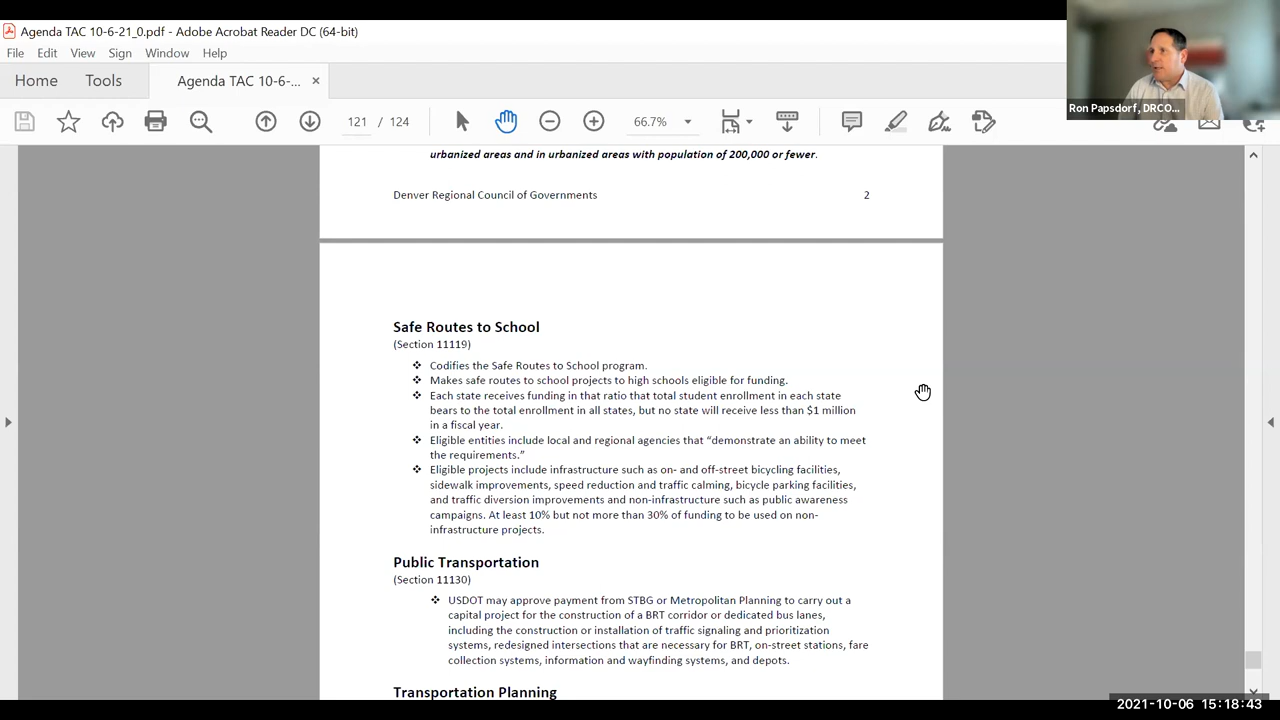 Agenda TAC 10-6-21_0.pdf - Adobe Acrobat Reader DC (64-bit)
File Edit View Sign Window Help
Home Tools Agenda TAC 10-6-... ×
121 / 124 66.7%
Ron Papsdorf, DRCO...
urbanized areas and in urbanized areas with population of 200,000 or fewer.
Denver Regional Council of Governments 2
Safe Routes to School
(Section 11119)
❖ Codifies the Safe Routes to School program.
❖ Makes safe routes to school projects to high schools eligible for funding.
❖ Each state receives funding in that ratio that total student enrollment in each state
bears to the total enrollment in all states, but no state will receive less than $1 million
in a fiscal year.
❖ Eligible entities include local and regional agencies that “demonstrate an ability to meet
the requirements.”
❖ Eligible projects include infrastructure such as on- and off-street bicycling facilities,
sidewalk improvements, speed reduction and traffic calming, bicycle parking facilities,
and traffic diversion improvements and non-infrastructure such as public awareness
campaigns. At least 10% but not more than 30% of funding to be used on non-
infrastructure projects.
Public Transportation
(Section 11130)
❖ USDOT may approve payment from STBG or Metropolitan Planning to carry out a
capital project for the construction of a BRT corridor or dedicated bus lanes,
including the construction or installation of traffic signaling and prioritization
systems, redesigned intersections that are necessary for BRT, on-street stations, fare
collection systems, information and wayfinding systems, and depots.
Transportation Planning
2021-10-06 15:18:43